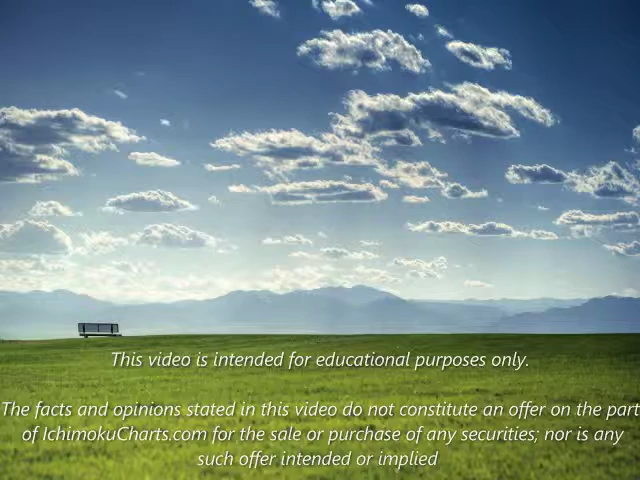 This video is intended for educational purposes only.
The facts and opinions stated in this video do not constitute an offer on the part
of IchimokuCharts.com for the sale or purchase of any securities; nor is any
such offer intended or implied